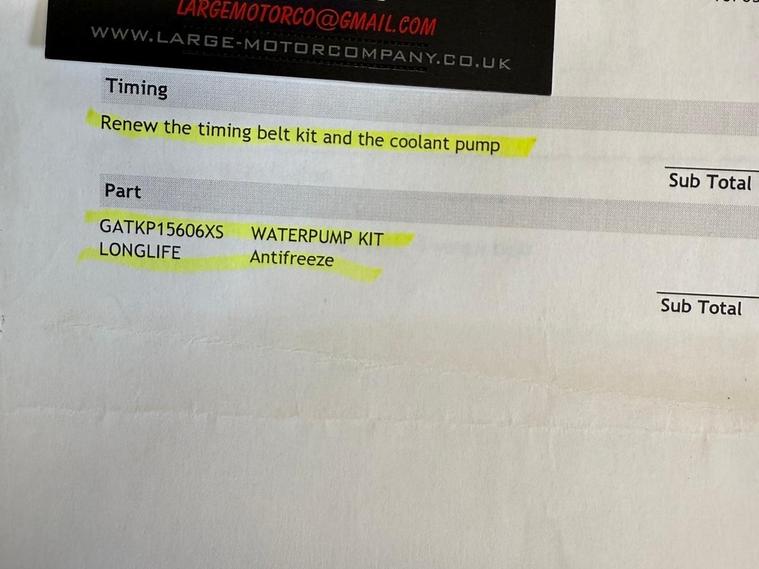 LARGEMOTORCO@GMAIL.COM
WWW.LARGE-MOTORCOMPANY.CO.UK
Timing
Renew the timing belt kit and the coolant pump
Sub Total
Part
GATKP15606XS WATERPUMP KIT
LONGLIFE Antifreeze
Sub Total